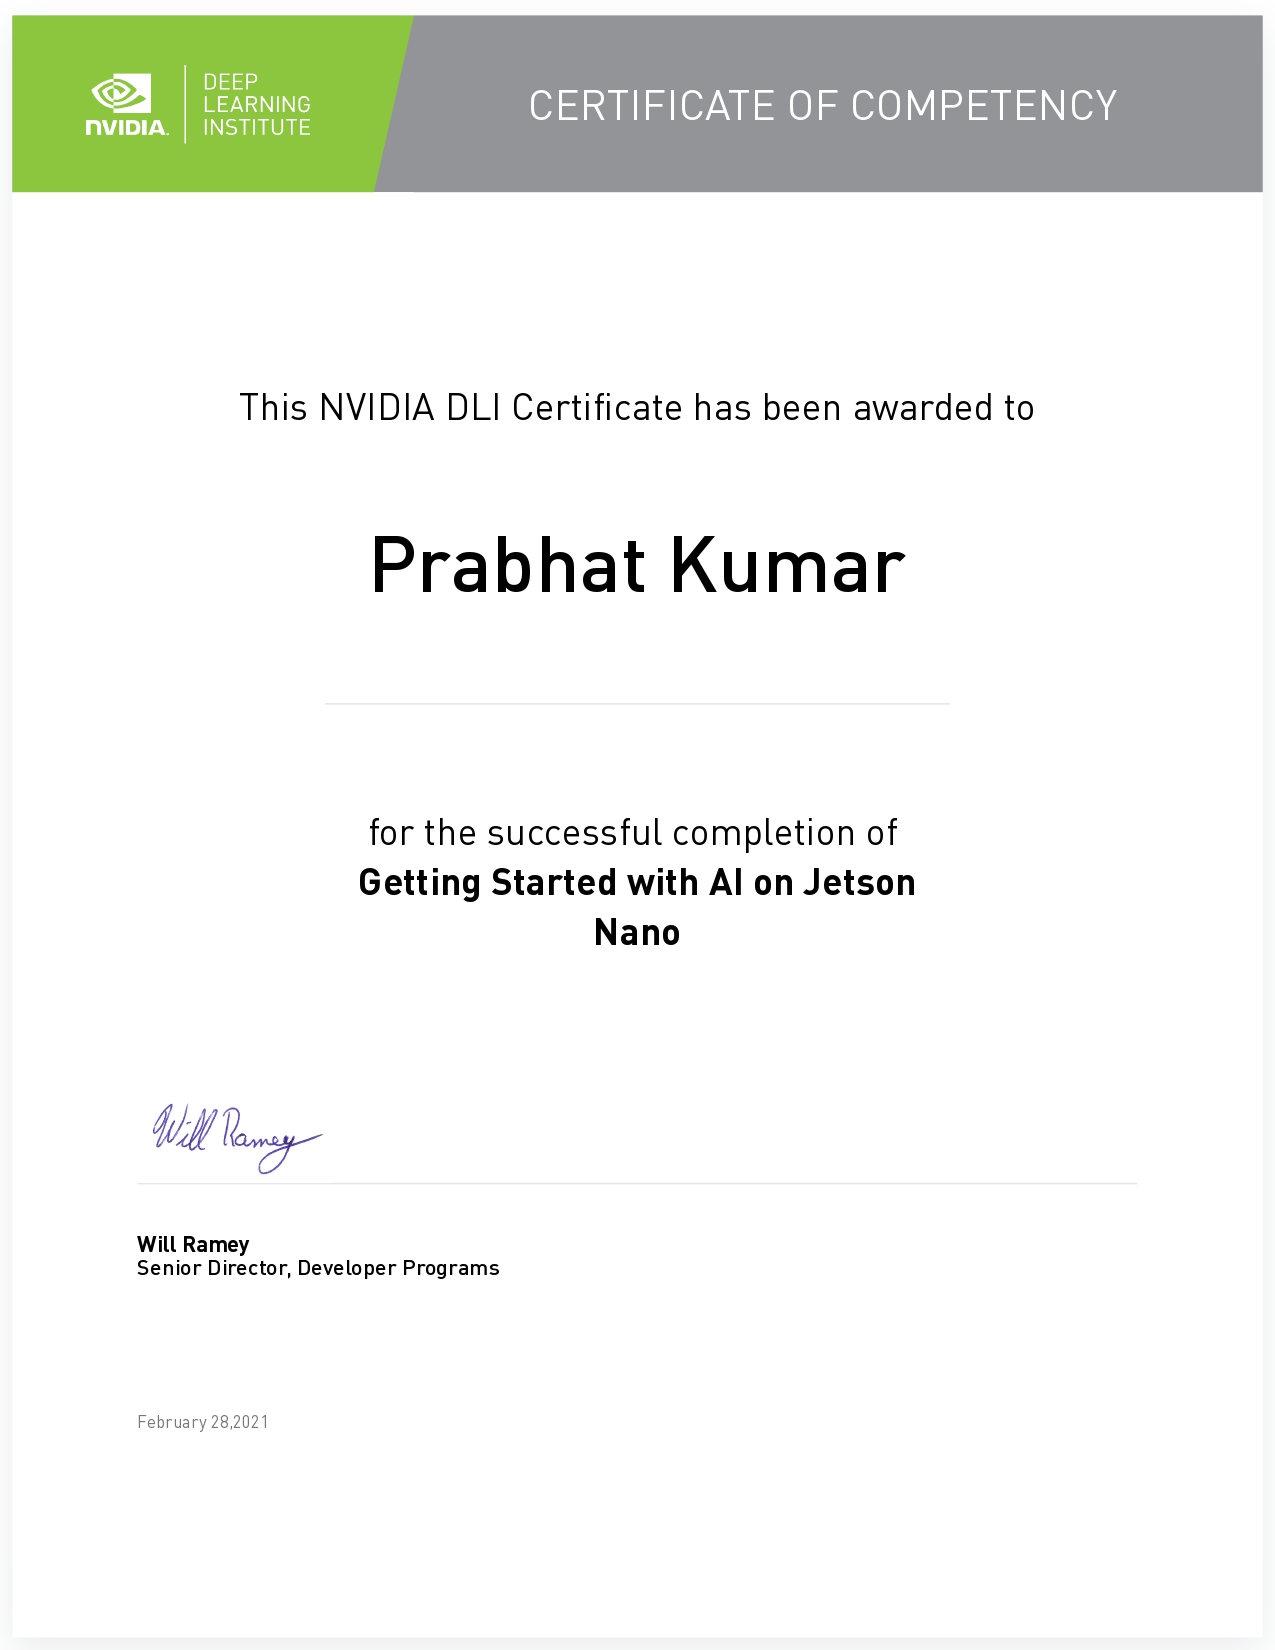 NVIDIA.
DEEP
LEARNING
INSTITUTE
CERTIFICATE OF COMPETENCY
This NVIDIA DLI Certificate has been awarded to
Prabhat Kumar
for the successful completion of
Getting Started with AI on Jetson
Nano
Will Ramey
Will Ramey
Senior Director, Developer Programs
February 28,2021